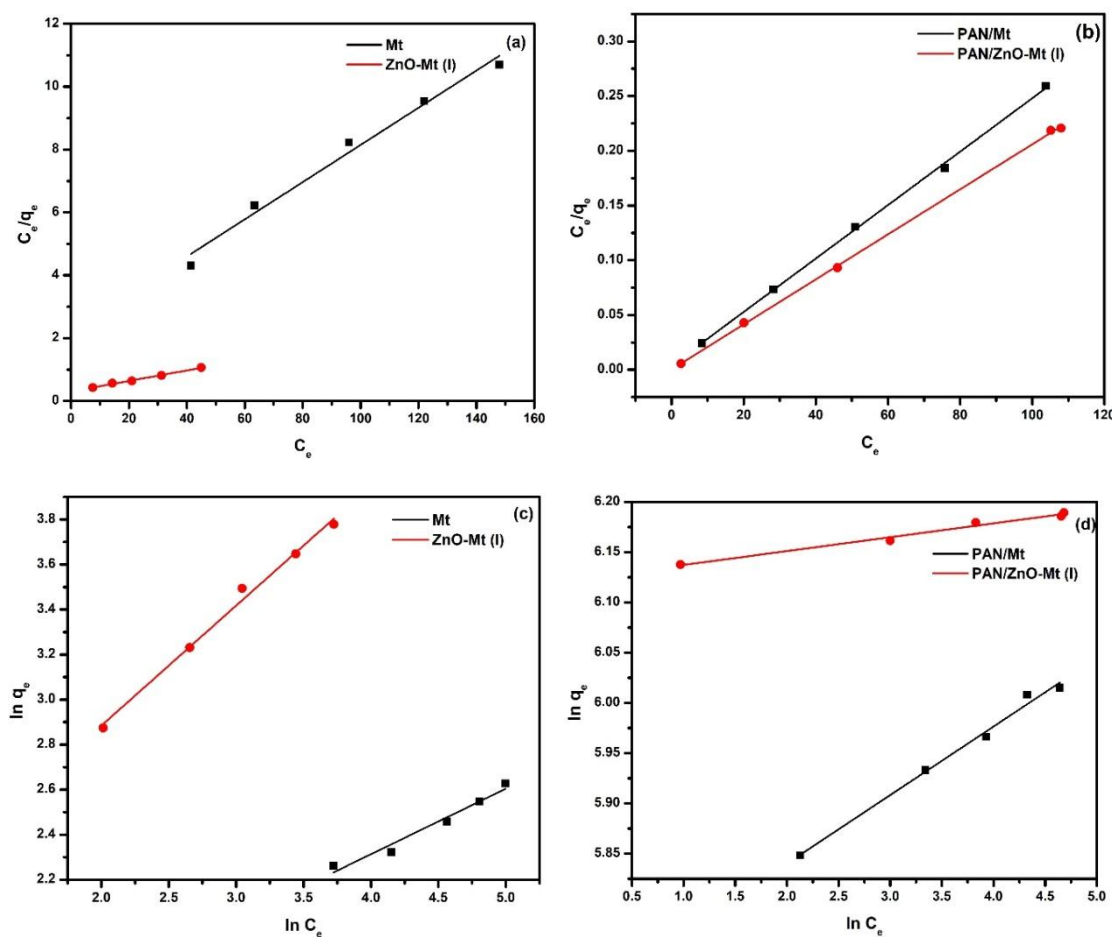 (a)
Mt
ZnO-Mt (I)
12
10
8
6
4
2
0
Cₑ/qₑ
0 20 40 60 80 100 120 140 160
Cₑ
(b)
PAN/Mt
PAN/ZnO-Mt (I)
0.30
0.25
0.20
0.15
0.10
0.05
0.00
Cₑ/qₑ
0 20 40 60 80 100 120
Cₑ
(c)
Mt
ZnO-Mt (I)
3.8
3.6
3.4
3.2
3.0
2.8
2.6
2.4
2.2
ln qₑ
2.0 2.5 3.0 3.5 4.0 4.5 5.0
ln Cₑ
(d)
PAN/Mt
PAN/ZnO-Mt (I)
6.20
6.15
6.10
6.05
6.00
5.95
5.90
5.85
ln qₑ
0.5 1.0 1.5 2.0 2.5 3.0 3.5 4.0 4.5 5.0
ln Cₑ